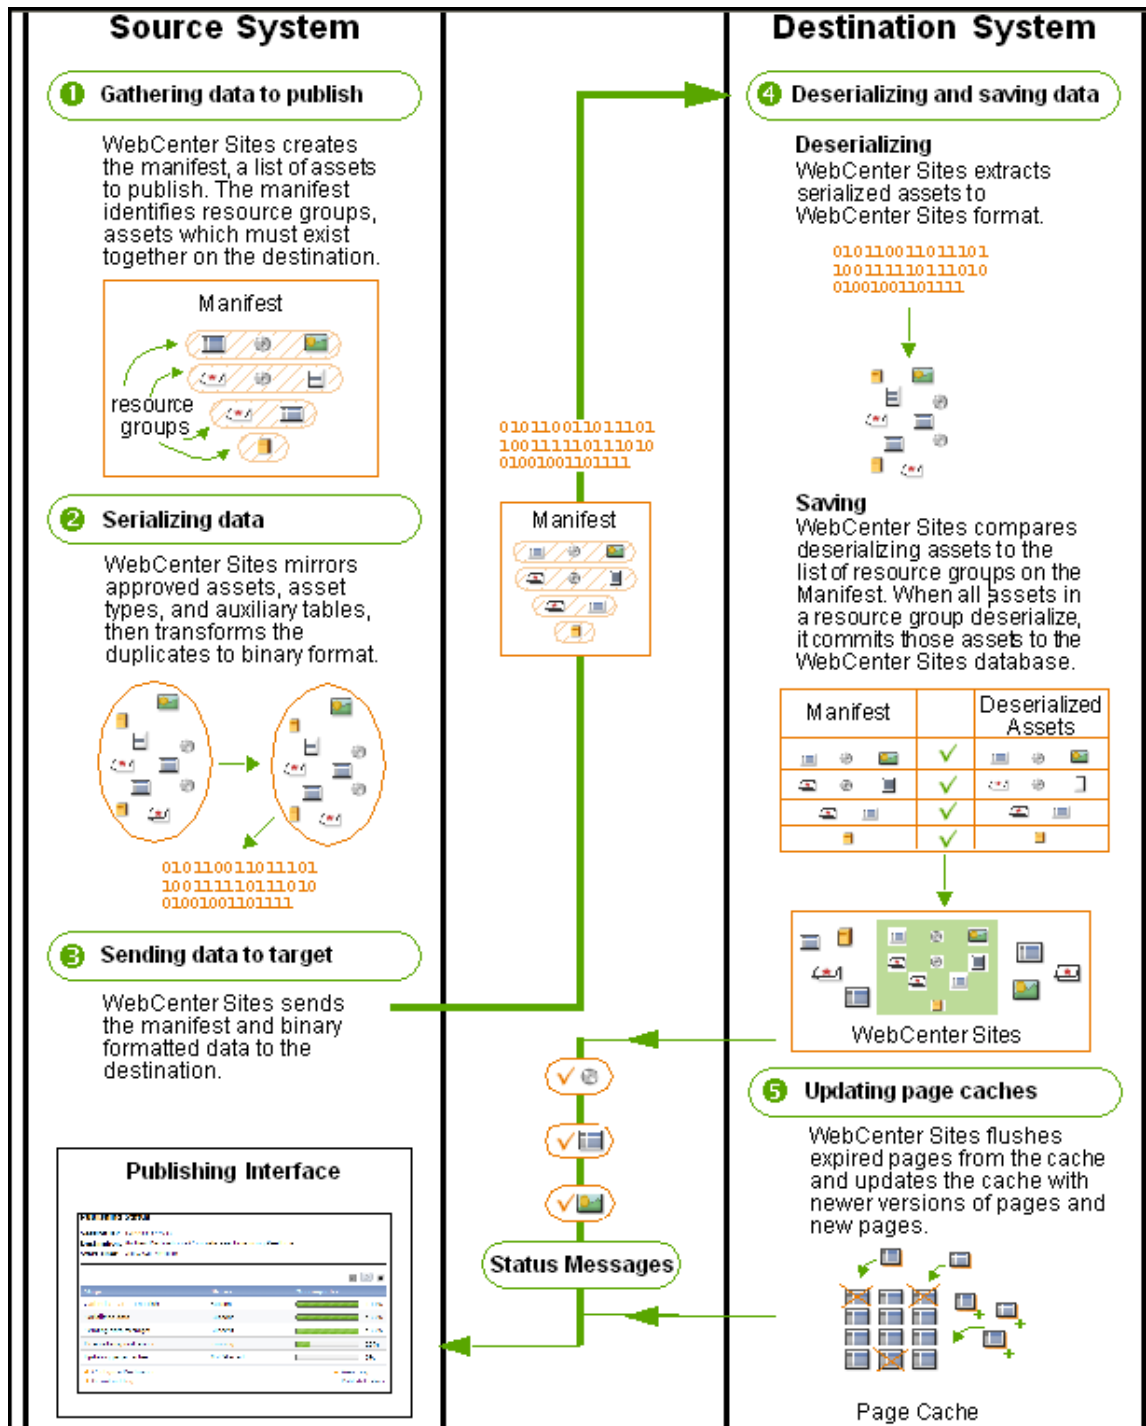 Source System
1 Gathering data to publish
WebCenter Sites creates
the manifest, a list of assets
to publish. The manifest
identifies resource groups,
assets which must exist
together on the destination.
Manifest
resource
groups
2 Serializing data
WebCenter Sites mirrors
approved assets, asset
types, and auxiliary tables,
then transforms the
duplicates to binary format.
010110011011101
100111110111010
01001001101111
3 Sending data to target
WebCenter Sites sends
the manifest and binary
formatted data to the
destination.
Publishing Interface
Publishing Status
010110011011101
100111110111010
01001001101111
Manifest
Status Messages
Destination System
4 Deserializing and saving data
Deserializing
WebCenter Sites extracts
serialized assets to
WebCenter Sites format.
010110011011101
100111110111010
01001001101111
Saving
WebCenter Sites compares
deserializing assets to the
list of resource groups on the
Manifest. When all assets in
a resource group deserialize,
it commits those assets to the
WebCenter Sites database.
Manifest
Deserialized
Assets
WebCenter Sites
5 Updating page caches
WebCenter Sites flushes
expired pages from the cache
and updates the cache with
newer versions of pages and
new pages.
Page Cache